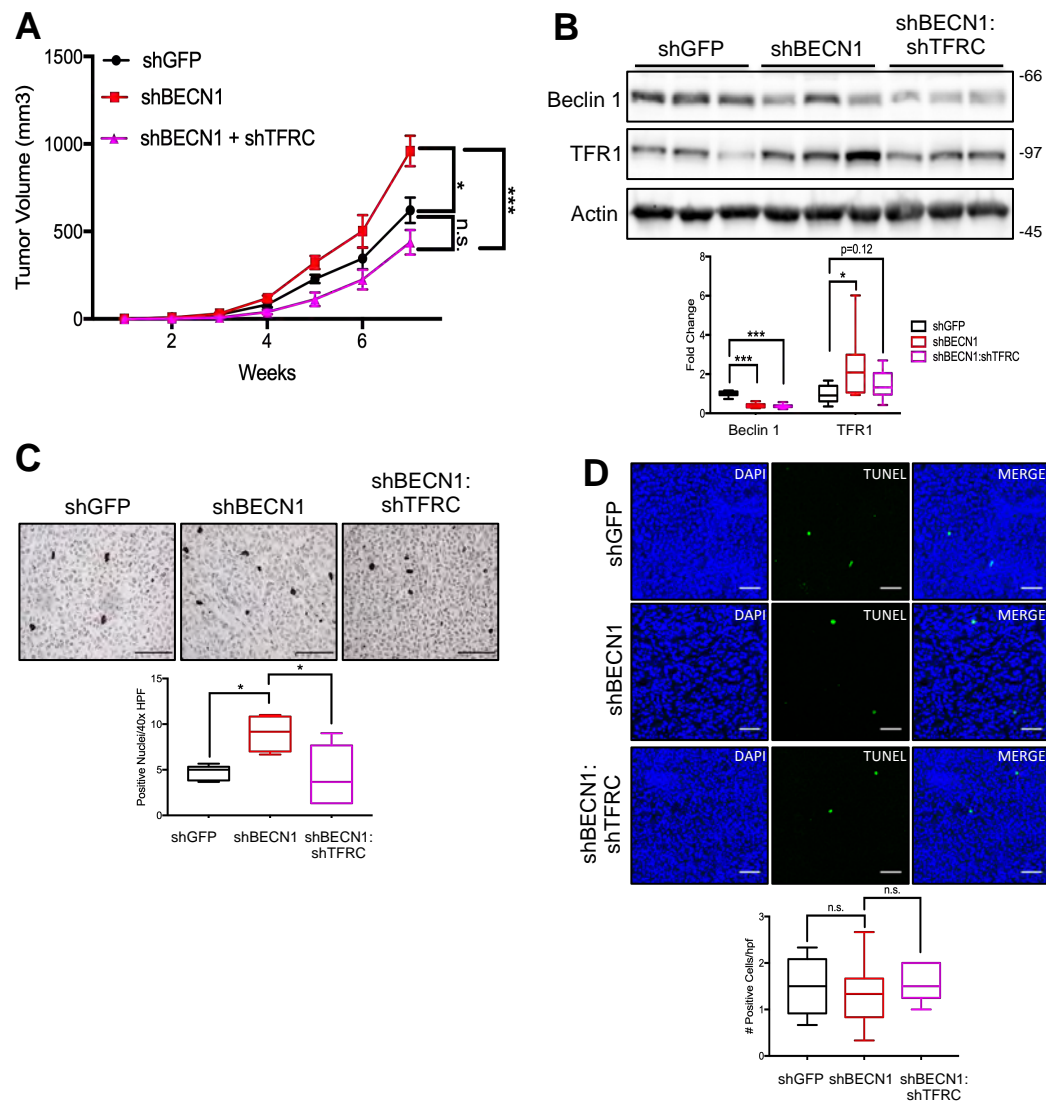 A
1500
1000
500
0
Tumor Volume (mm3)
2
4
6
Weeks
shGFP
shBECN1
shBECN1 + shTFRC
*
n.s.
***
B
shGFP
shBECN1
shBECN1:
shTFRC
Beclin 1
-66
TFR1
-97
Actin
-45
8
6
4
2
0
Fold Change
p=0.12
*
***
***
Beclin 1
TFR1
shGFP
shBECN1
shBECN1:shTFRC
C
shGFP
shBECN1
shBECN1:
shTFRC
15
10
5
0
Positive Nuclei/40x HPF
*
*
shGFP
shBECN1
shBECN1:
shTFRC
D
shGFP
DAPI
TUNEL
MERGE
shBECN1
DAPI
TUNEL
MERGE
shBECN1:
shTFRC
DAPI
TUNEL
MERGE
3
2
1
0
# Positive Cells/hpf
n.s.
n.s.
shGFP
shBECN1
shBECN1:
shTFRC